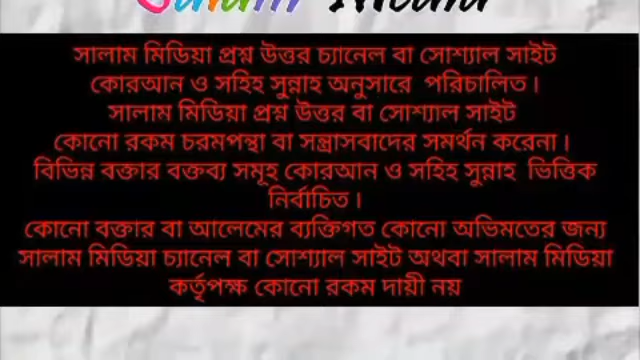 সালাম মিডিয়া প্রশ্ন উত্তর চ্যানেল বা সোশ্যাল সাইট
কোরআন ও সহিহ সুন্নাহ অনুসারে পরিচালিত।
সালাম মিডিয়া প্রশ্ন উত্তর বা সোশ্যাল সাইট
কোনো রকম চরমপন্থা বা সন্ত্রাসবাদের সমর্থন করেনা।
বিভিন্ন বক্তার বক্তব্য সমূহ কোরআন ও সহিহ সুন্নাহ ভিত্তিক
নির্বাচিত।
কোনো বক্তার বা আলেমের ব্যক্তিগত কোনো অভিমতের জন্য
সালাম মিডিয়া চ্যানেল বা সোশ্যাল সাইট অথবা সালাম মিডিয়া
কর্তৃপক্ষ কোনো রকম দায়ী নয়